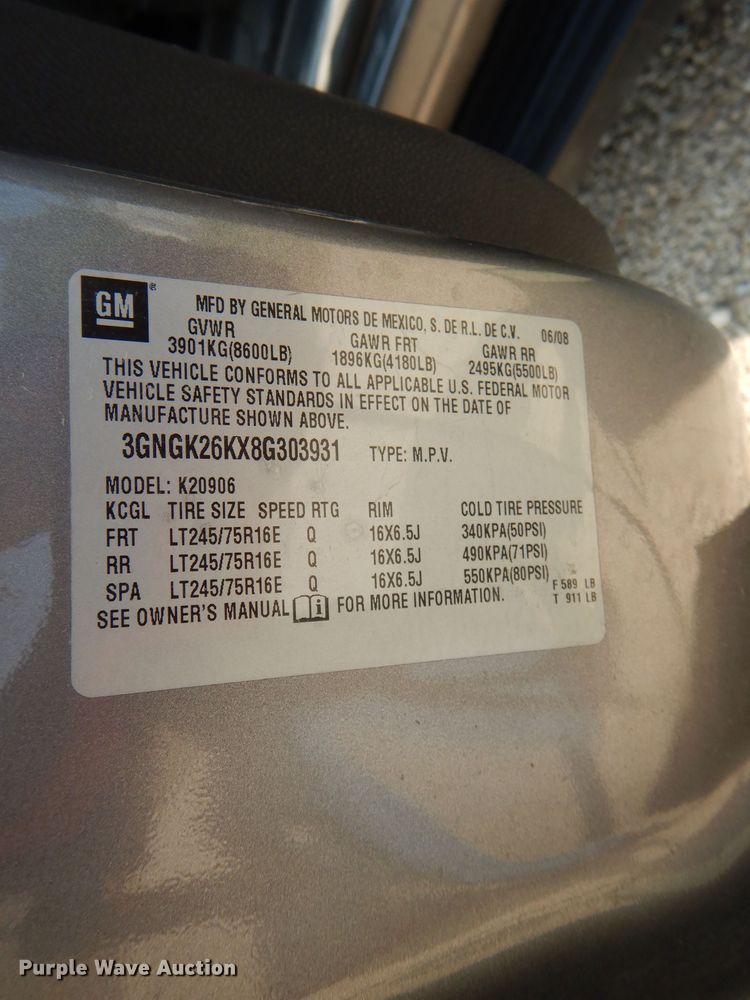 GM ®
MFD BY GENERAL MOTORS DE MEXICO, S. DE R.L. DE C.V. 06/08
GVWR GAWR FRT GAWR RR
3901KG(8600LB) 1896KG(4180LB) 2495KG(5500LB)
THIS VEHICLE CONFORMS TO ALL APPLICABLE U.S. FEDERAL MOTOR
VEHICLE SAFETY STANDARDS IN EFFECT ON THE DATE OF
MANUFACTURE SHOWN ABOVE.
3GNGK26KX8G303931 TYPE: M.P.V.
MODEL: K20906
KCGL TIRE SIZE SPEED RTG RIM COLD TIRE PRESSURE
FRT LT245/75R16E Q 16X6.5J 340KPA(50PSI)
RR LT245/75R16E Q 16X6.5J 490KPA(71PSI)
SPA LT245/75R16E Q 16X6.5J 550KPA(80PSI) F 589 LB
SEE OWNER'S MANUAL i FOR MORE INFORMATION. T 911 LB
Purple Wave Auction